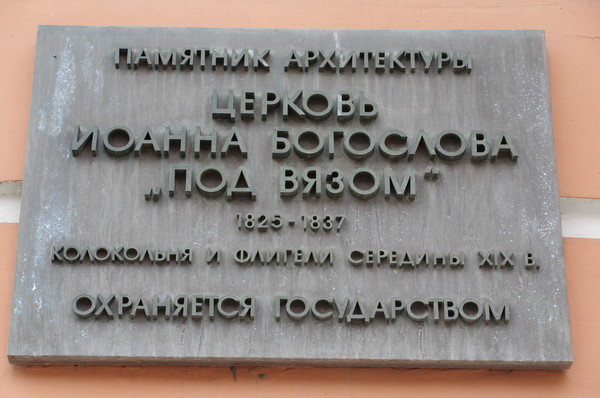 ПАМЯТНИК АРХИТЕКТУРЫ
ЦЕРКОВЬ
ИОАННА БОГОСЛОВА
„ПОД ВЯЗОМ“
1825-1837
КОЛОКОЛЬНЯ И ФЛИГЕЛИ СЕРЕДИНЫ XIX В.
ОХРАНЯЕТСЯ ГОСУДАРСТВОМ